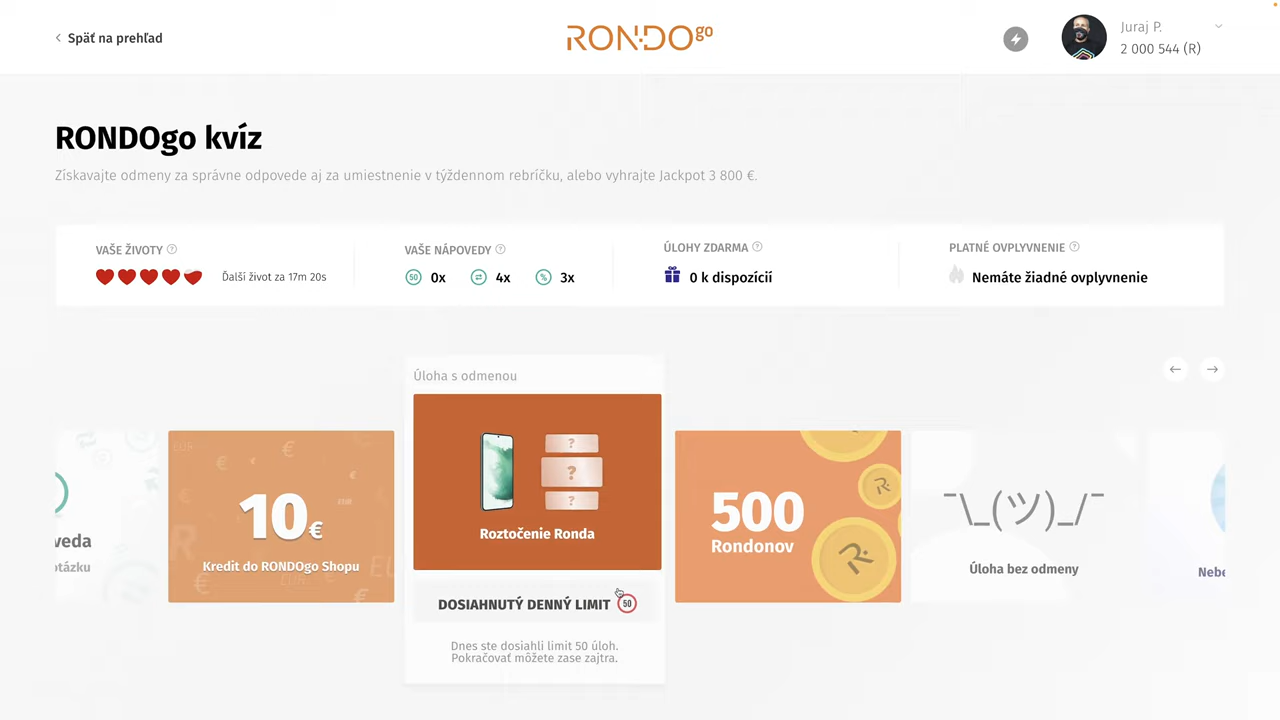 Späť na prehľad
RONDOgo
Juraj P.
2 000 544 (R)
RONDOgo kvíz
Získavajte odmeny za správne odpovede aj za umiestnenie v týždennom rebríčku, alebo vyhrajte Jackpot 3 800 €.
VAŠE ŽIVOTY ?
Ďalší život za 17m 20s
VAŠE NÁPOVEDY ?
50 0x 4x % 3x
ÚLOHY ZDARMA ?
0 k dispozícií
PLATNÉ OVPLYVNENIE ?
Nemáte žiadné ovplyvnenie
Úloha s odmenou
veda
otázku
10€
Kredit do RONDOgo Shopu
?
?
?
Roztočenie Ronda
500
Rondonov
¯\_(ツ)_/¯
Úloha bez odmeny
Nebe
DOSIAHNUTÝ DENNÝ LIMIT 50
Dnes ste dosiahli limit 50 úloh.
Pokračovať môžete zase zajtra.